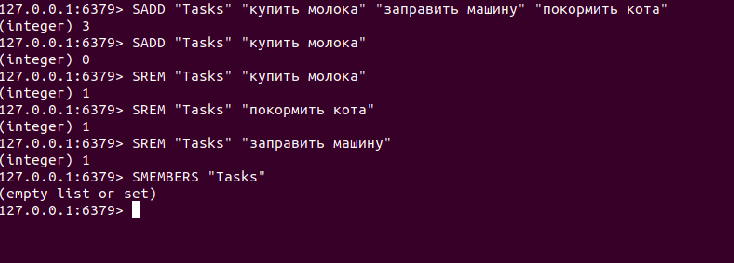 127.0.0.1:6379> SADD "Tasks" "купить молока" "заправить машину" "покормить кота"
(integer) 3
127.0.0.1:6379> SADD "Tasks" "купить молока"
(integer) 0
127.0.0.1:6379> SREM "Tasks" "купить молока"
(integer) 1
127.0.0.1:6379> SREM "Tasks" "покормить кота"
(integer) 1
127.0.0.1:6379> SREM "Tasks" "заправить машину"
(integer) 1
127.0.0.1:6379> SMEMBERS "Tasks"
(empty list or set)
127.0.0.1:6379>